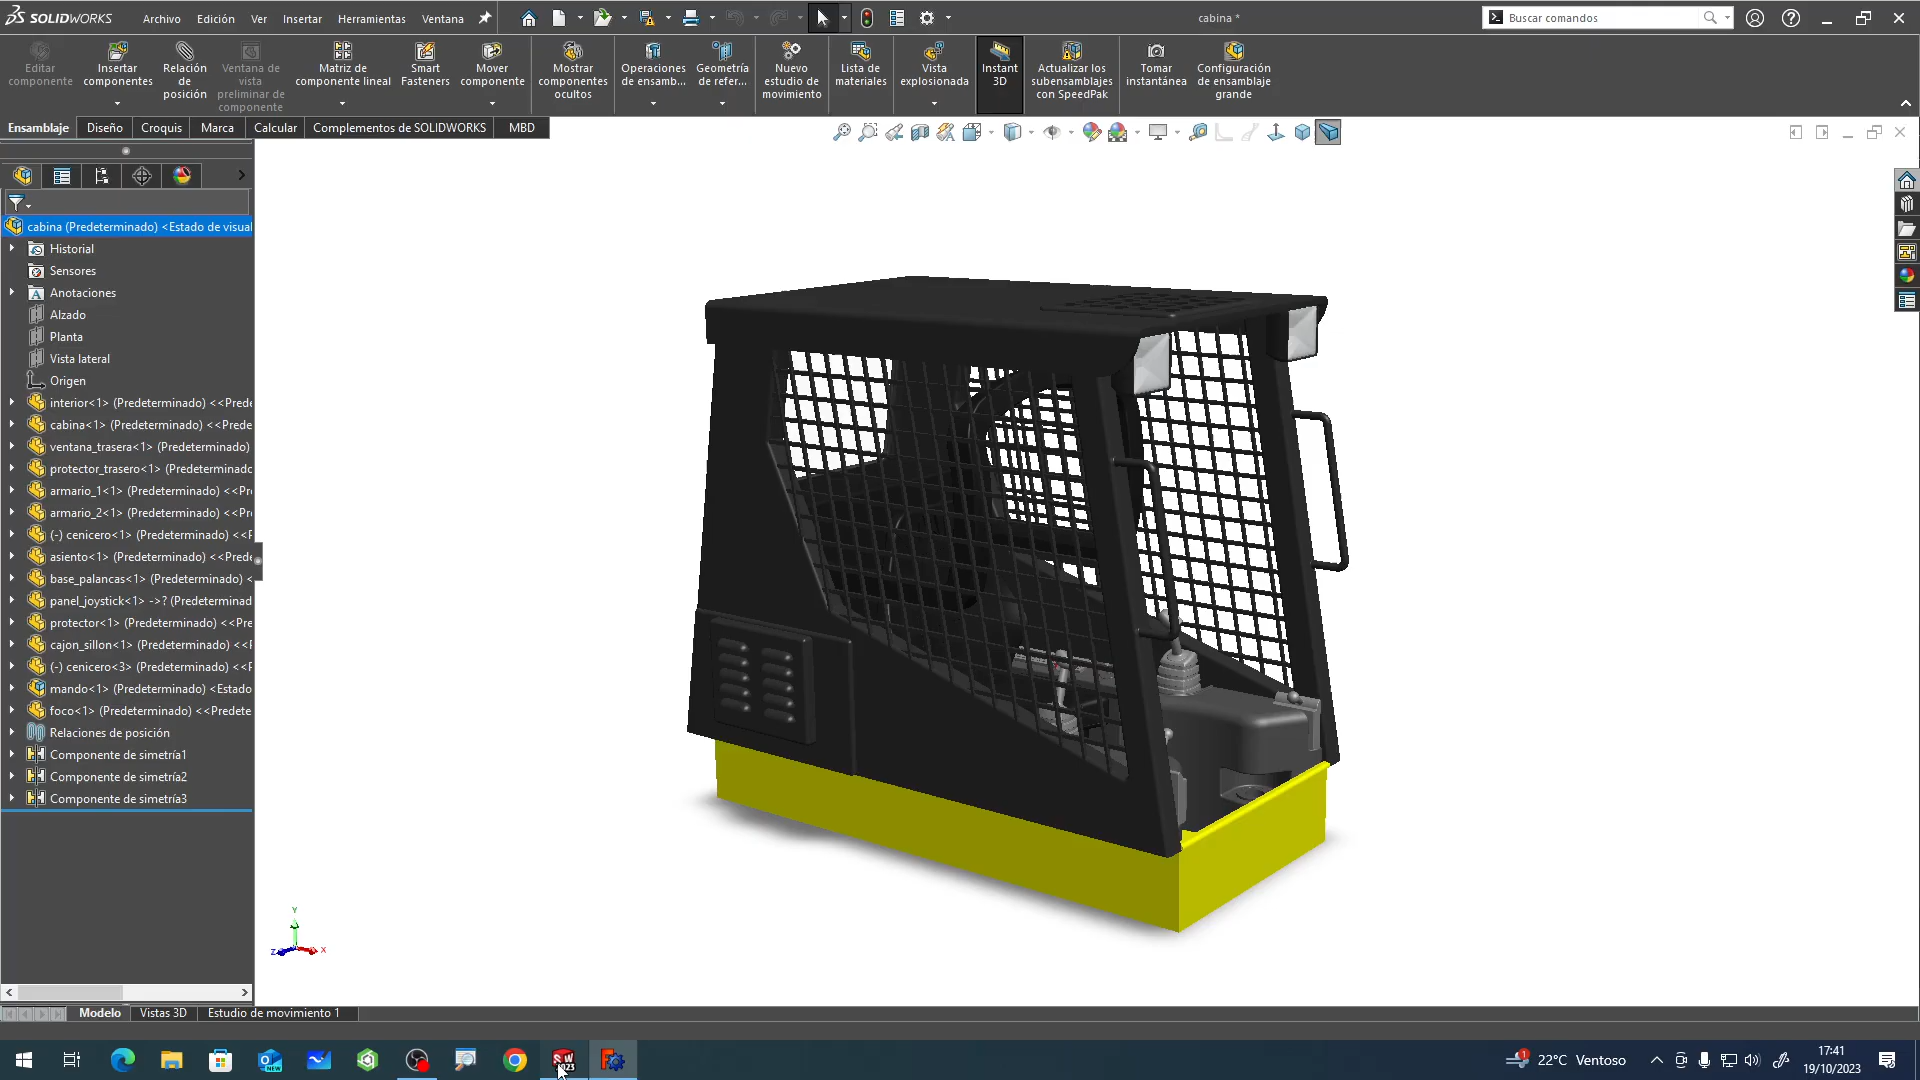 SOLIDWORKS Archivo Edición Ver Insertar Herramientas Ventana
cabina *
Buscar comandos
Editar componente
Insertar componentes
Relación de posición
Ventana de vista preliminar de componente
Matriz de componente lineal
Smart Fasteners
Mover componente
Mostrar componentes ocultos
Operaciones de ensamb...
Geometría de refer...
Nuevo estudio de movimiento
Lista de materiales
Vista explosionada
Instant 3D
Actualizar los subensamblajes con SpeedPak
Tomar instantánea
Configuración de ensamblaje grande
Ensamblaje Diseño Croquis Marca Calcular Complementos de SOLIDWORKS MBD
cabina (Predeterminado) <Estado de visual
Historial
Sensores
Anotaciones
Alzado
Planta
Vista lateral
Origen
interior<1> (Predeterminado) <<Prede
cabina<1> (Predeterminado) <<Prede
ventana_trasera<1> (Predeterminado)
protector_trasero<1> (Predeterminado
armario_1<1> (Predeterminado) <<Pr
armario_2<1> (Predeterminado) <<Pr
(-) cenicero<1> (Predeterminado) <<F
asiento<1> (Predeterminado) <<Prede
base_palancas<1> (Predeterminado) <
panel_joystick<1> ->? (Predeterminad
protector<1> (Predeterminado) <<Pre
cajon_sillon<1> (Predeterminado) <<F
(-) cenicero<3> (Predeterminado) <<F
mando<1> (Predeterminado) <Estado
foco<1> (Predeterminado) <<Predete
Relaciones de posición
Componente de simetría1
Componente de simetría2
Componente de simetría3
Y
Z X
Modelo Vistas 3D Estudio de movimiento 1
NEW
SW 2023
1
22°C Ventoso
17:41
19/10/2023